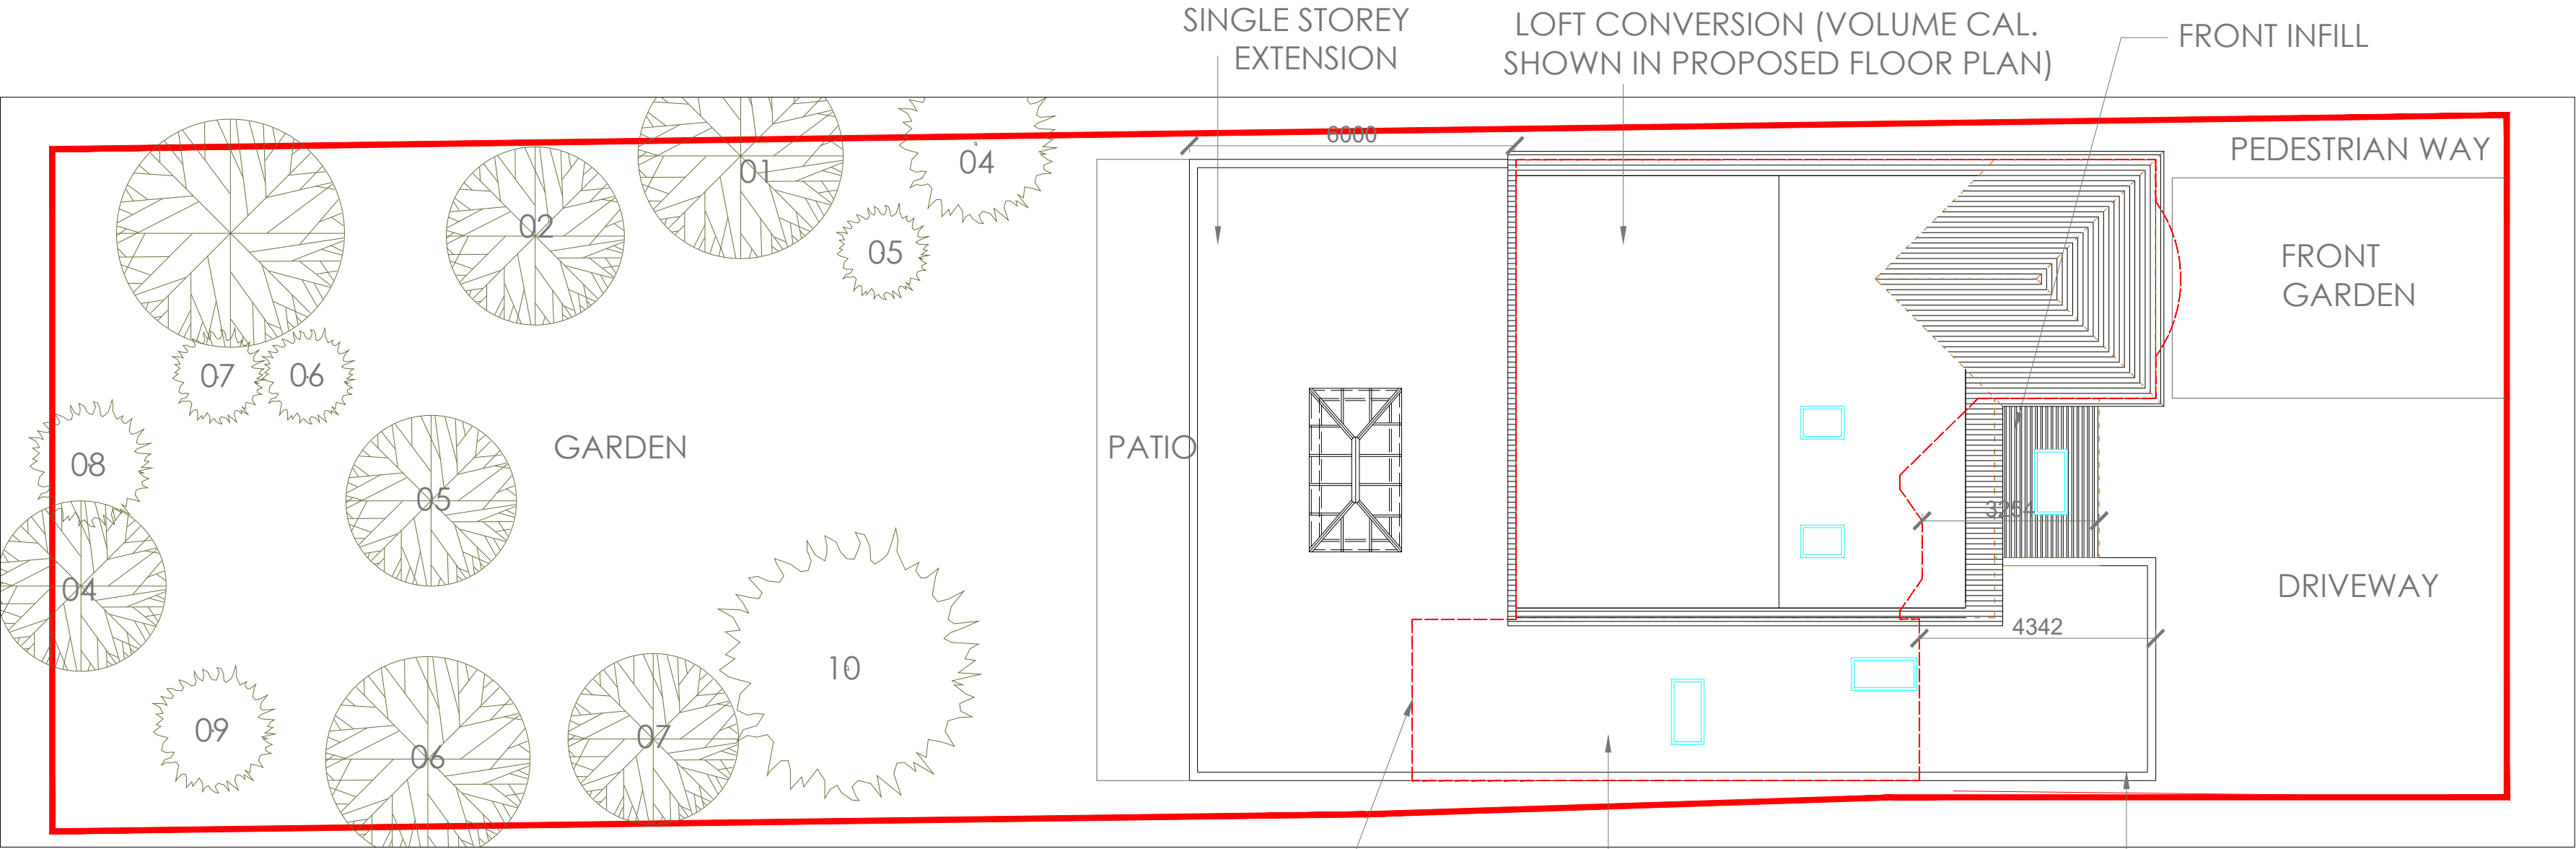 SINGLE STOREY
EXTENSION
LOFT CONVERSION (VOLUME CAL.
SHOWN IN PROPOSED FLOOR PLAN)
FRONT INFILL
6000
PEDESTRIAN WAY
01
04
02
05
FRONT
GARDEN
07
06
08
GARDEN
PATIO
05
3254
04
DRIVEWAY
4342
10
09
06
07